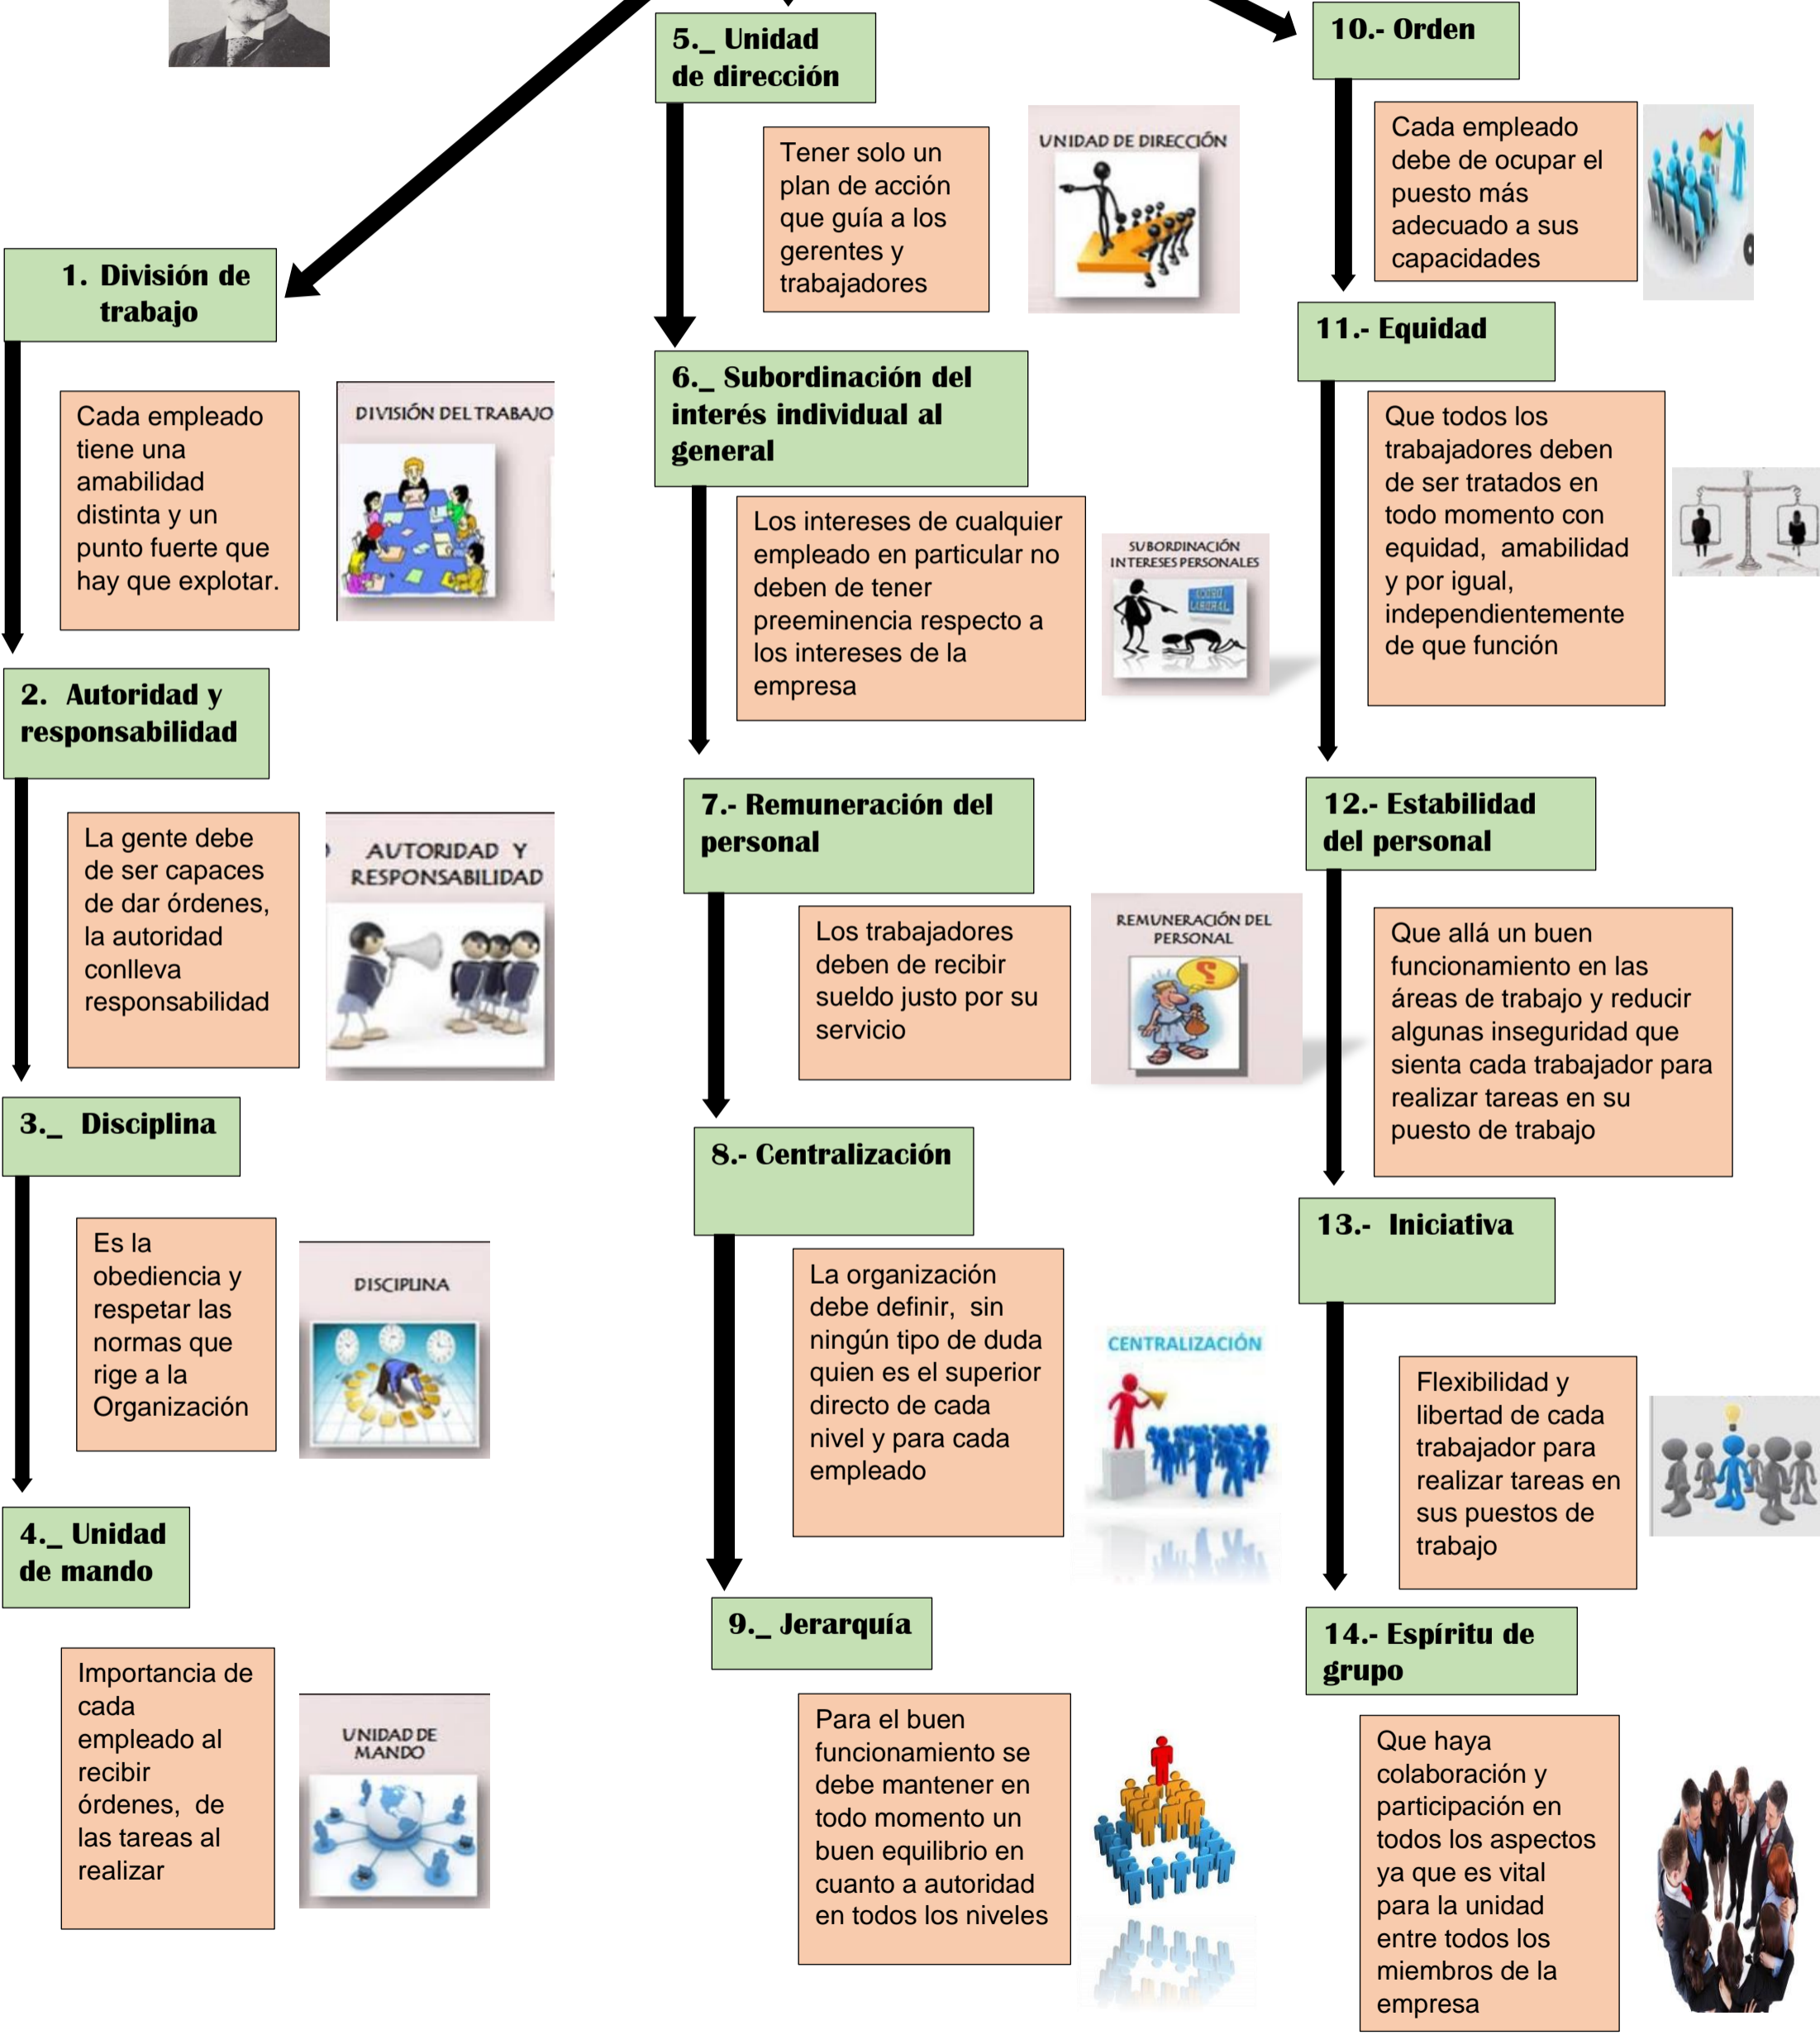 1. División de
trabajo
Cada empleado
tiene una
amabilidad
distinta y un
punto fuerte que
hay que explotar.
DIVISIÓN DEL TRABAJO
2. Autoridad y
responsabilidad
La gente debe
de ser capaces
de dar órdenes,
la autoridad
conlleva
responsabilidad
AUTORIDAD Y
RESPONSABILIDAD
3._ Disciplina
Es la
obediencia y
respetar las
normas que
rige a la
Organización
DISCIPLINA
4._ Unidad
de mando
Importancia de
cada
empleado al
recibir
órdenes, de
las tareas al
realizar
UNIDAD DE
MANDO
5._ Unidad
de dirección
Tener solo un
plan de acción
que guía a los
gerentes y
trabajadores
UNIDAD DE DIRECCIÓN
6._ Subordinación del
interés individual al
general
Los intereses de cualquier
empleado en particular no
deben de tener
preeminencia respecto a
los intereses de la
empresa
SUBORDINACIÓN
INTERESES PERSONALES
LABORAL
7.- Remuneración del
personal
Los trabajadores
deben de recibir
sueldo justo por su
servicio
REMUNERACIÓN DEL
PERSONAL
?
8.- Centralización
La organización
debe definir, sin
ningún tipo de duda
quien es el superior
directo de cada
nivel y para cada
empleado
CENTRALIZACIÓN
9._ Jerarquía
Para el buen
funcionamiento se
debe mantener en
todo momento un
buen equilibrio en
cuanto a autoridad
en todos los niveles
10.- Orden
Cada empleado
debe de ocupar el
puesto más
adecuado a sus
capacidades
11.- Equidad
Que todos los
trabajadores deben
de ser tratados en
todo momento con
equidad, amabilidad
y por igual,
independientemente
de que función
12.- Estabilidad
del personal
Que allá un buen
funcionamiento en las
áreas de trabajo y reducir
algunas inseguridad que
sienta cada trabajador para
realizar tareas en su
puesto de trabajo
13.- Iniciativa
Flexibilidad y
libertad de cada
trabajador para
realizar tareas en
sus puestos de
trabajo
14.- Espíritu de
grupo
Que haya
colaboración y
participación en
todos los aspectos
ya que es vital
para la unidad
entre todos los
miembros de la
empresa